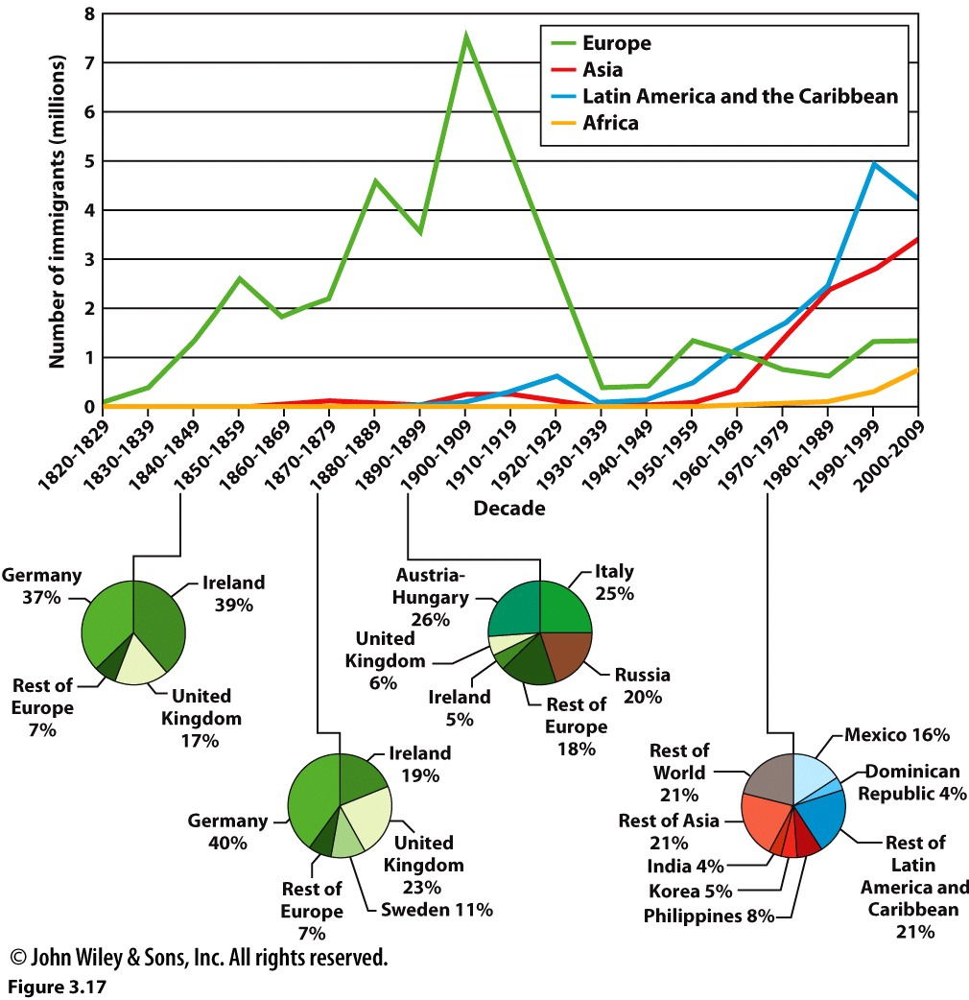 8
7
6
5
4
3
2
1
0
Number of immigrants (millions)
Europe
Asia
Latin America and the Caribbean
Africa
1820-1829
1830-1839
1840-1849
1850-1859
1860-1869
1870-1879
1880-1889
1890-1899
1900-1909
1910-1919
1920-1929
1930-1939
1940-1949
1950-1959
1960-1969
1970-1979
1980-1989
1990-1999
2000-2009
Decade
Germany
37%
Ireland
39%
Rest of
Europe
7%
United
Kingdom
17%
Ireland
19%
Germany
40%
United
Kingdom
23%
Rest of
Europe
7%
Sweden 11%
Austria-
Hungary
26%
Italy
25%
United
Kingdom
6%
Ireland
5%
Rest of
Europe
18%
Russia
20%
Rest of
World
21%
Mexico 16%
Dominican
Republic 4%
Rest of Asia
21%
India 4%
Korea 5%
Philippines 8%
Rest of
Latin
America and
Caribbean
21%
© John Wiley & Sons, Inc. All rights reserved.
Figure 3.17